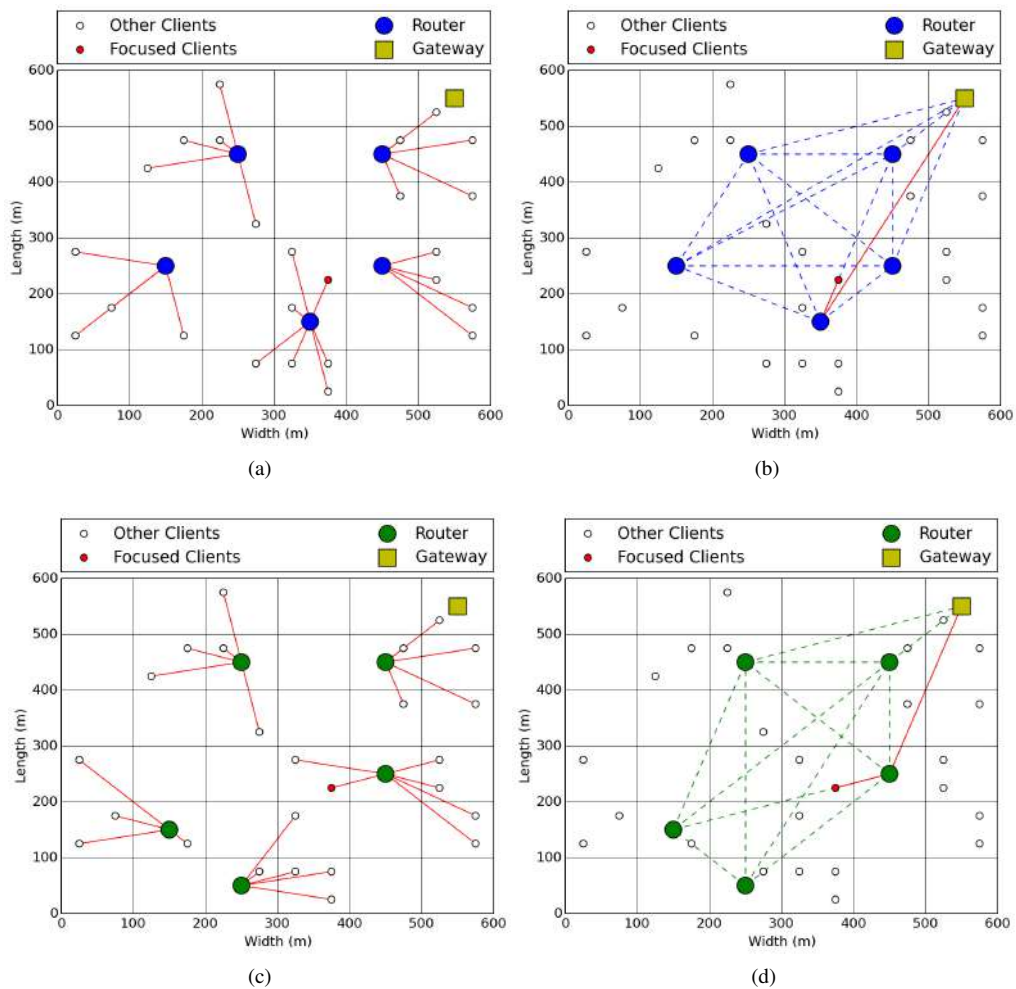 Other Clients Router
Focused Clients Gateway
600
500
400
300
200
100
0
0 100 200 300 400 500 600
Length (m)
Width (m)
(a)
Other Clients Router
Focused Clients Gateway
600
500
400
300
200
100
0
0 100 200 300 400 500 600
Length (m)
Width (m)
(b)
Other Clients Router
Focused Clients Gateway
600
500
400
300
200
100
0
0 100 200 300 400 500 600
Length (m)
Width (m)
(c)
Other Clients Router
Focused Clients Gateway
600
500
400
300
200
100
0
0 100 200 300 400 500 600
Length (m)
Width (m)
(d)